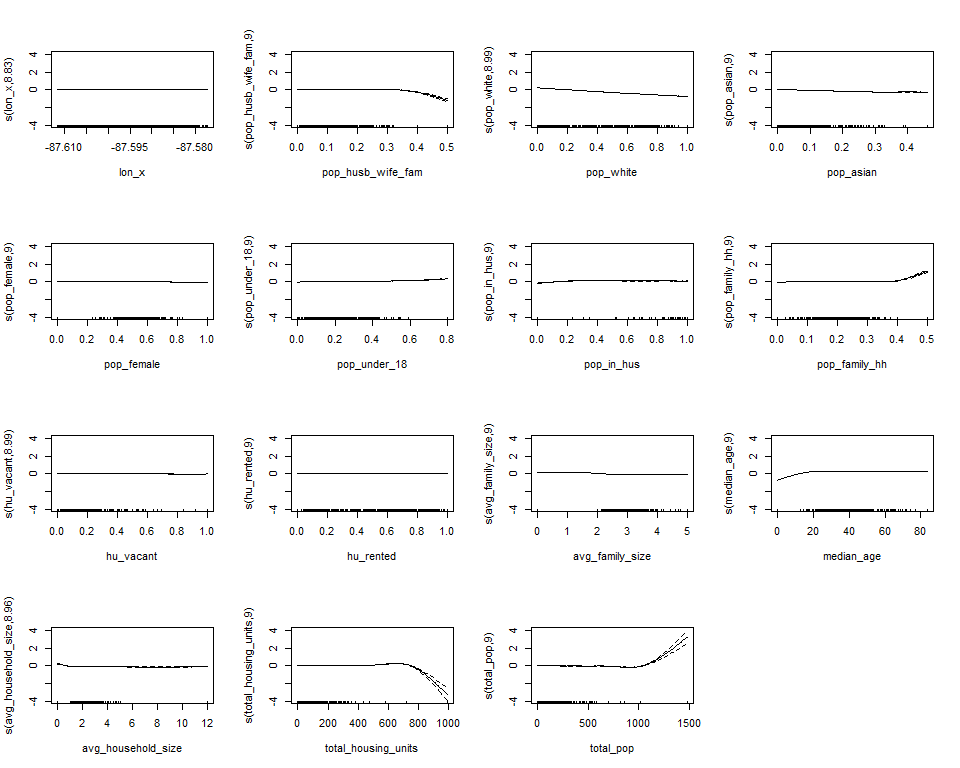 s(lon_x,8.83)
4
2
0
-4
-87.610
-87.595
-87.580
lon_x
s(pop_husb_wife_fam,9)
4
2
0
-4
0.0 0.1 0.2 0.3 0.4 0.5
pop_husb_wife_fam
s(pop_white,8.99)
4
2
0
-4
0.0 0.2 0.4 0.6 0.8 1.0
pop_white
s(pop_asian,9)
4
2
0
-4
0.0 0.1 0.2 0.3 0.4
pop_asian
s(pop_female,9)
4
2
0
-4
0.0 0.2 0.4 0.6 0.8 1.0
pop_female
s(pop_under_18,9)
4
2
0
-4
0.0 0.2 0.4 0.6 0.8
pop_under_18
s(pop_in_hus,9)
4
2
0
-4
0.0 0.2 0.4 0.6 0.8 1.0
pop_in_hus
s(pop_family_hh,9)
4
2
0
-4
0.0 0.1 0.2 0.3 0.4 0.5
pop_family_hh
s(hu_vacant,8.99)
4
2
0
-4
0.0 0.2 0.4 0.6 0.8 1.0
hu_vacant
s(hu_rented,9)
4
2
0
-4
0.0 0.2 0.4 0.6 0.8 1.0
hu_rented
s(avg_family_size,9)
4
2
0
-4
0 1 2 3 4 5
avg_family_size
s(median_age,9)
4
2
0
-4
0 20 40 60 80
median_age
s(avg_household_size,8.96)
4
2
0
-4
0 2 4 6 8 10 12
avg_household_size
s(total_housing_units,9)
4
2
0
-4
0 200 400 600 800 1000
total_housing_units
s(total_pop,9)
4
2
0
-4
0 500 1000 1500
total_pop